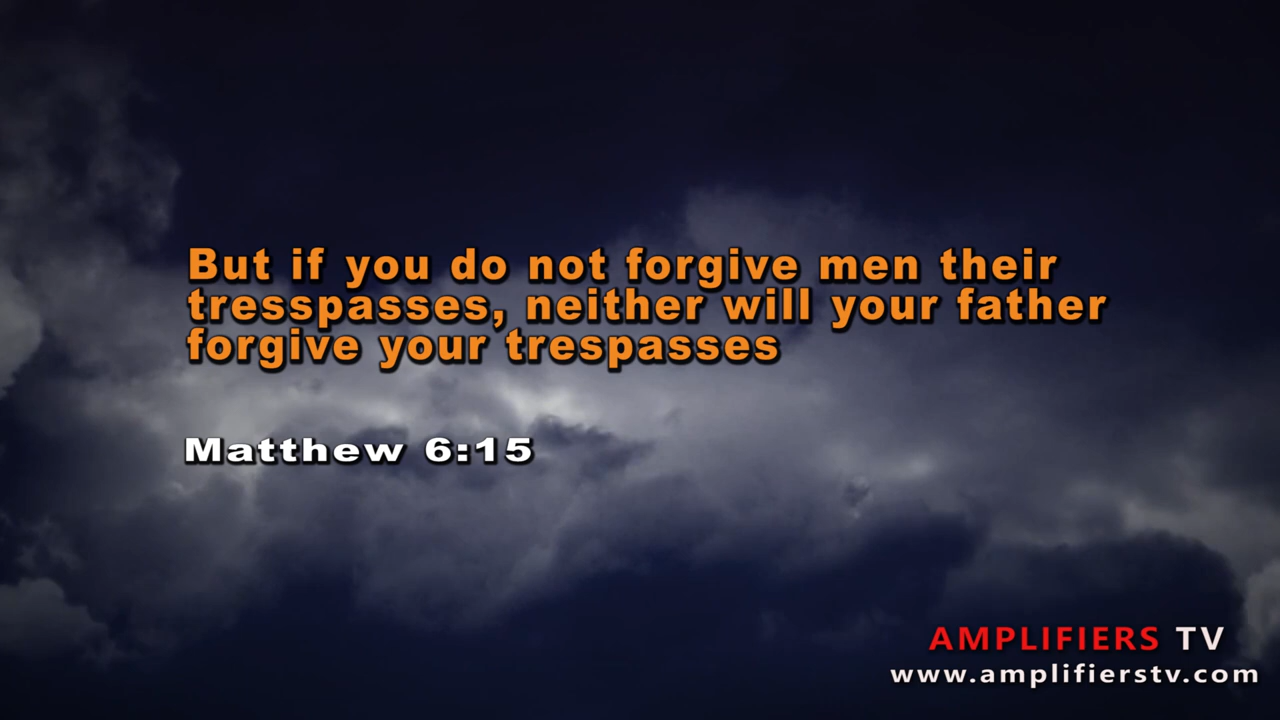 But if you do not forgive men their
tresspasses, neither will your father
forgive your trespasses
Matthew 6:15
AMPLIFIERS TV
www.amplifierstv.com